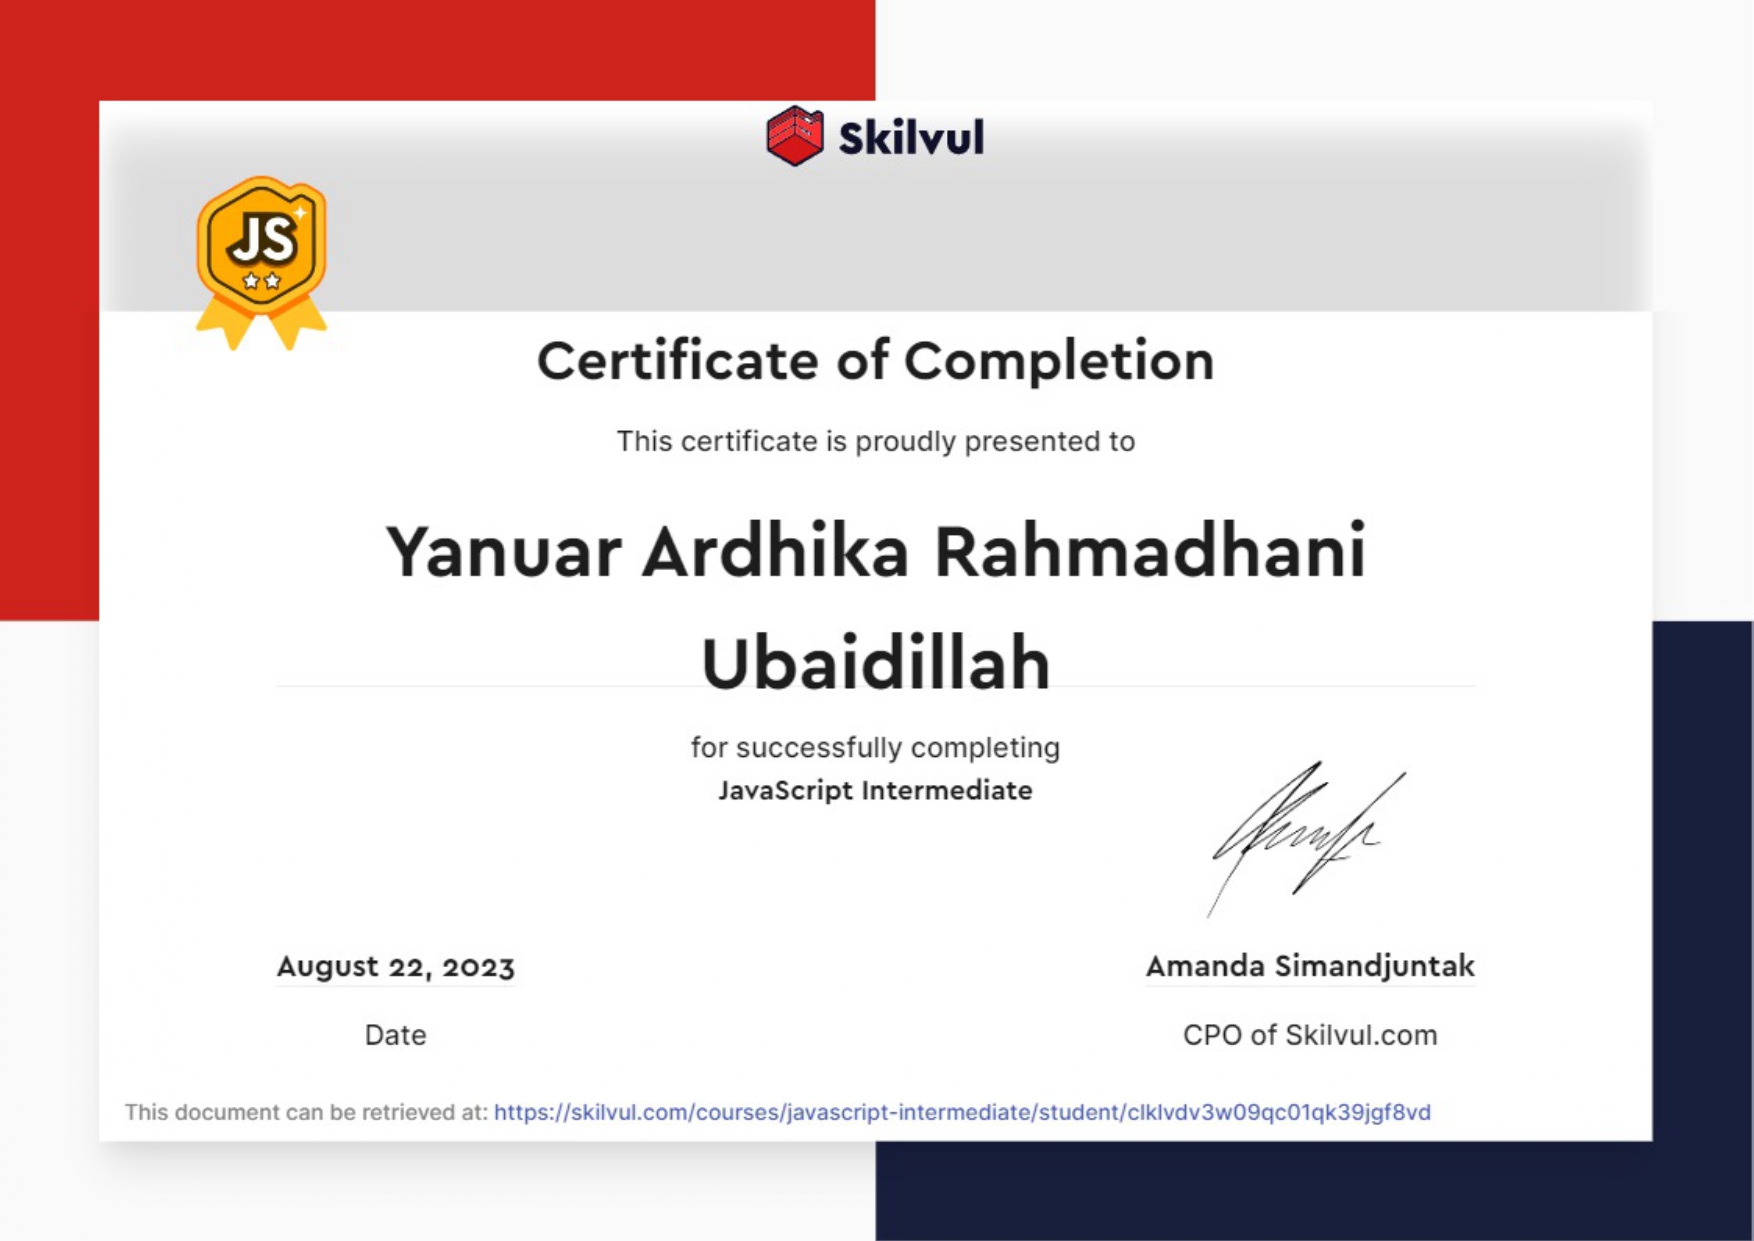 Skilvul
JS
Certificate of Completion
This certificate is proudly presented to
Yanuar Ardhika Rahmadhani
Ubaidillah
for successfully completing
JavaScript Intermediate
August 22, 2023
Amanda Simandjuntak
Date
CPO of Skilvul.com
This document can be retrieved at: https://skilvul.com/courses/javascript-intermediate/student/clklvdv3w09qc01qk39jgf8vd